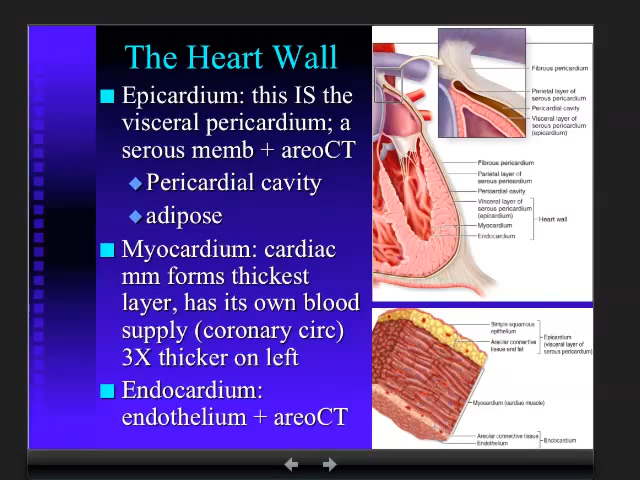 The Heart Wall
Epicardium: this IS the
visceral pericardium; a
serous memb + areoCT
Pericardial cavity
adipose
Myocardium: cardiac
mm forms thickest
layer, has its own blood
supply (coronary circ)
3X thicker on left
Endocardium:
endothelium + areoCT
Fibrous pericardium
Parietal layer of
serous pericardium
Pericardial cavity
Visceral layer of
serous pericardium
(epicardium)
Fibrous pericardium
Parietal layer of
serous pericardium
Pericardial cavity
Visceral layer of
serous pericardium
(epicardium)
Heart wall
Myocardium
Endocardium
Simple squamous
epithelium
Areolar connective
tissue and fat
Epicardium
(visceral layer of
serous pericardium)
Myocardium (cardiac muscle)
Areolar connective tissue
Endothelium
Endocardium